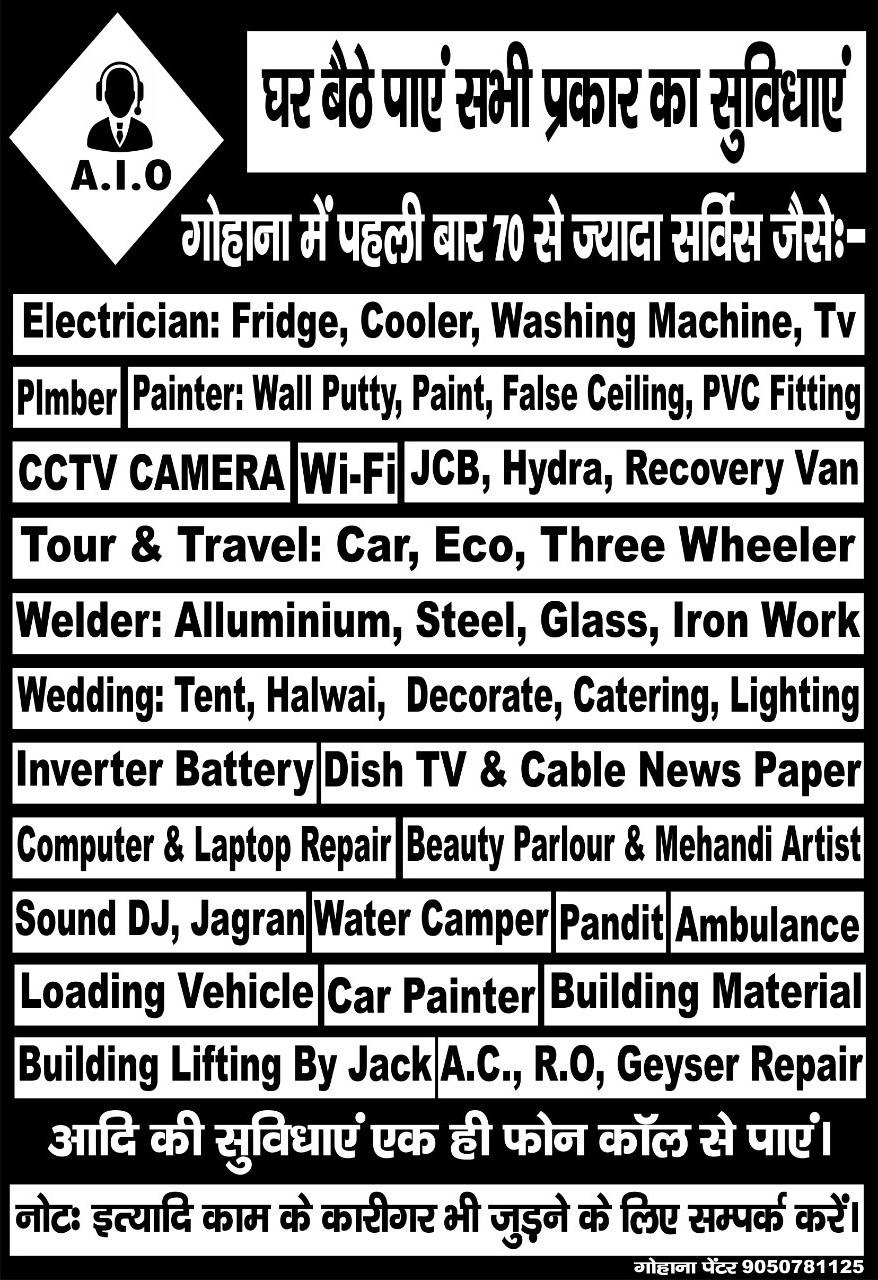 A.I.O
घर बैठे पाएं सभी प्रकार का सुविधाएं
गोहाना में पहली बार 70 से ज्यादा सर्विस जैसेः-
Electrician: Fridge, Cooler, Washing Machine, Tv
Plmber Painter: Wall Putty, Paint, False Ceiling, PVC Fitting
CCTV CAMERA Wi-Fi JCB, Hydra, Recovery Van
Tour & Travel: Car, Eco, Three Wheeler
Welder: Alluminium, Steel, Glass, Iron Work
Wedding: Tent, Halwai, Decorate, Catering, Lighting
Inverter Battery Dish TV & Cable News Paper
Computer & Laptop Repair Beauty Parlour & Mehandi Artist
Sound DJ, Jagran Water Camper Pandit Ambulance
Loading Vehicle Car Painter Building Material
Building Lifting By Jack A.C., R.O, Geyser Repair
आदि की सुविधाएं एक ही फोन कॉल से पाएं।
नोटः इत्यादि काम के कारीगर भी जुड़ने के लिए सम्पर्क करें।
गोहाना पेंटर 9050781125